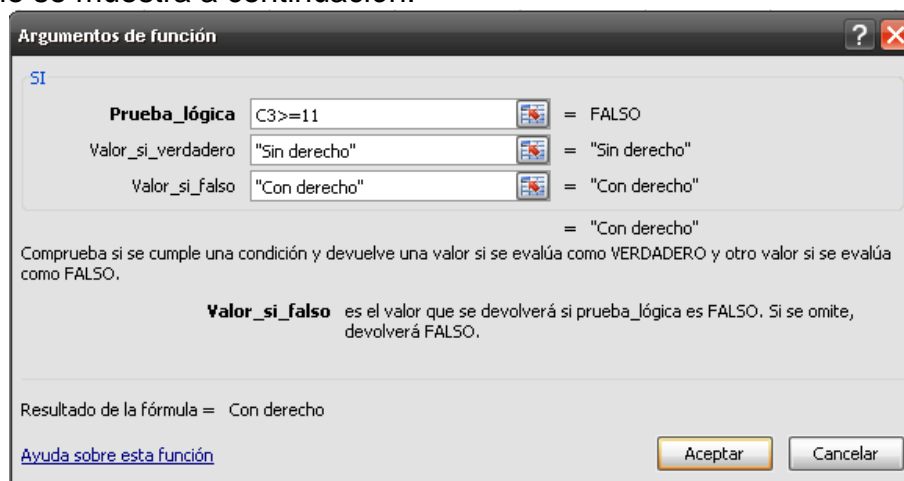 Argumentos de función
SI
Prueba_lógica C3>=11 = FALSO
Valor_si_verdadero "Sin derecho" = "Sin derecho"
Valor_si_falso "Con derecho" = "Con derecho"
= "Con derecho"
Comprueba si se cumple una condición y devuelve una valor si se evalúa como VERDADERO y otro valor si se evalúa
como FALSO.
Valor_si_falso es el valor que se devolverá si prueba_lógica es FALSO. Si se omite,
devolverá FALSO.
Resultado de la fórmula = Con derecho
Ayuda sobre esta función Aceptar Cancelar